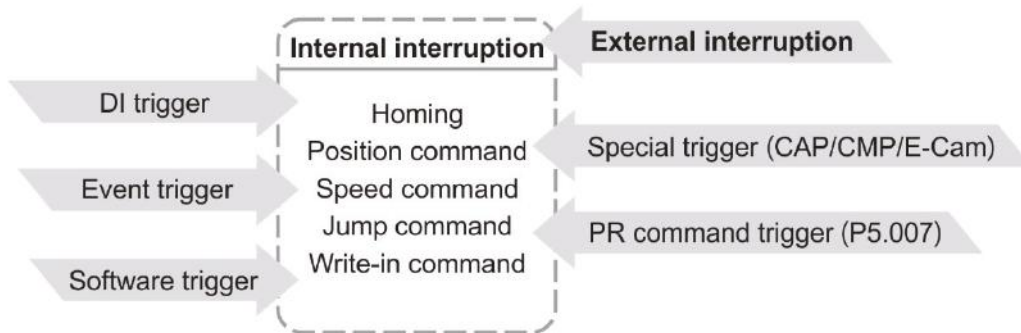 Internal interruption
External interruption
DI trigger
Event trigger
Software trigger
Homing
Position command
Speed command
Jump command
Write-in command
Special trigger (CAP/CMP/E-Cam)
PR command trigger (P5.007)